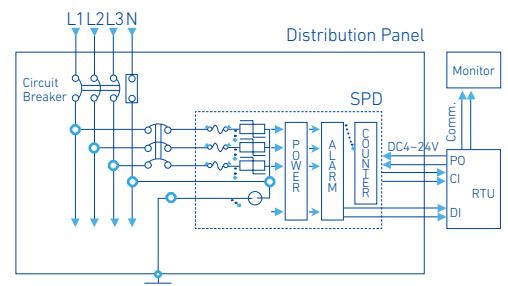 L1 L2 L3 N
Distribution Panel
Circuit
Breaker
Monitor
SPD
Comm.
DC4~24V
POWER
ALARM
COUNTER
PO
CI
RTU
DI